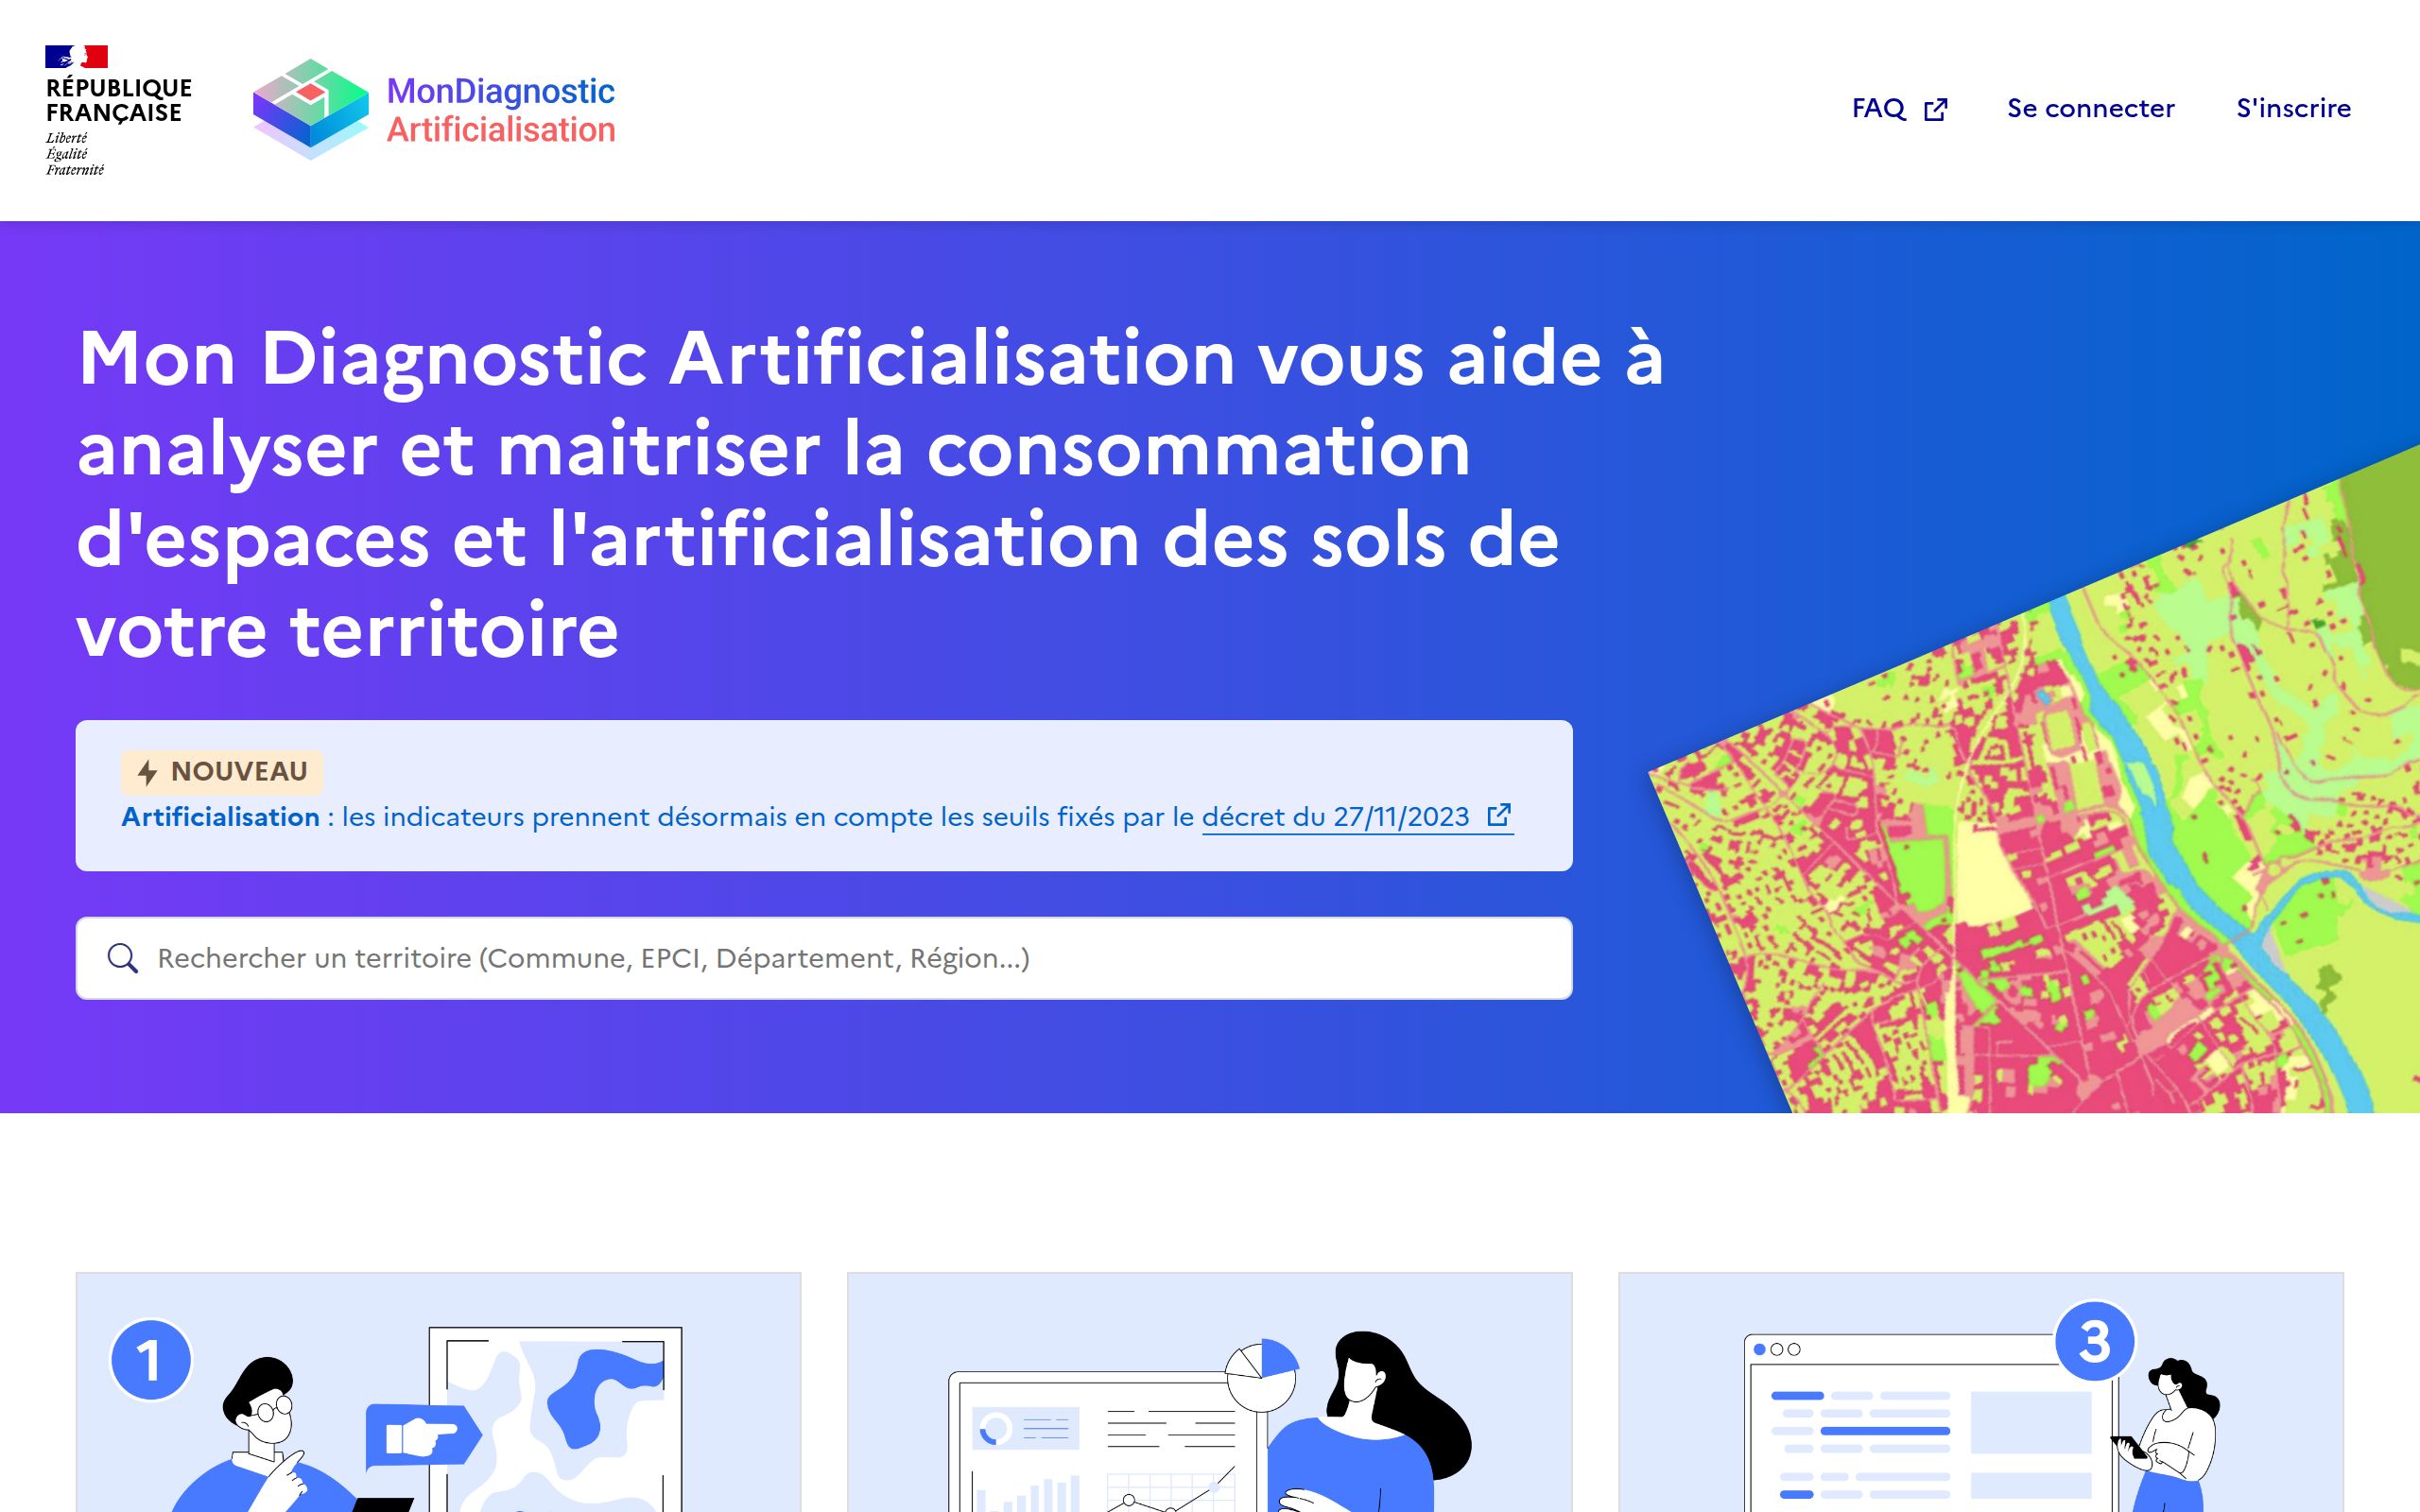 RÉPUBLIQUE
FRANÇAISE
Liberté
Égalité
Fraternité
MonDiagnostic
Artificialisation
FAQ
Se connecter
S'inscrire
Mon Diagnostic Artificialisation vous aide à
analyser et maitriser la consommation
d'espaces et l'artificialisation des sols de
votre territoire
NOUVEAU
Artificialisation : les indicateurs prennent désormais en compte les seuils fixés par le décret du 27/11/2023
Rechercher un territoire (Commune, EPCI, Département, Région...)
1
3